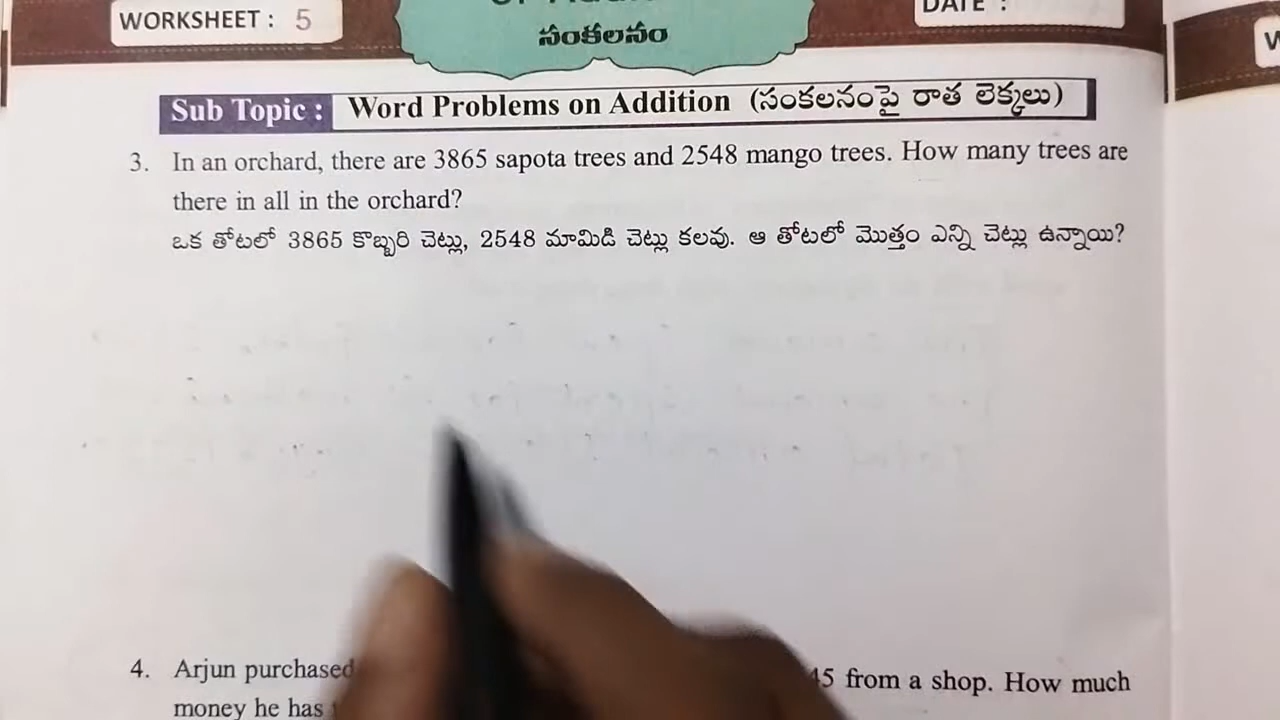 WORKSHEET : 5
DATE :
సంకలనం
Sub Topic : Word Problems on Addition (సంకలనంపై రాత లెక్కలు)
3. In an orchard, there are 3865 sapota trees and 2548 mango trees. How many trees are
there in all in the orchard?
ఒక తోటలో 3865 కొబ్బరి చెట్లు, 2548 మామిడి చెట్లు కలవు. ఆ తోటలో మొత్తం ఎన్ని చెట్లు ఉన్నాయి?
4. Arjun purchased 45 from a shop. How much
money he has